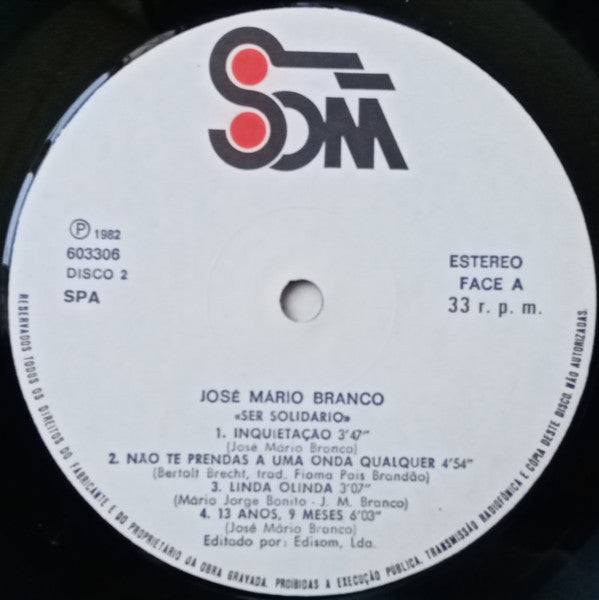 SOM
℗ 1982
603306
DISCO 2
SPA
ESTEREO
FACE A
33 r. p. m.
JOSÉ MÁRIO BRANCO
«SER SOLIDÁRIO»
1. INQUIETAÇÃO 3'47"
(José Mário Branco)
2. NÃO TE PRENDAS A UMA ONDA QUALQUER 4'54"
(Bertolt Brecht, trad. Fiama Pais Brandão)
3. LINDA OLINDA 3'07"
(Mário Jorge Bonito - J. M. Branco)
4. 13 ANOS, 9 MESES 6'03"
(José Mário Branco)
Editado por: Edisom, Lda.
RESERVADOS TODOS OS DIREITOS DO FABRICANTE E DO PROPRIETÁRIO DA OBRA GRAVADA. PROIBIDAS A EXECUÇÃO PÚBLICA, TRANSMISSÃO RADIOFÓNICA E CÓPIA DESTE DISCO, NÃO AUTORIZADAS.